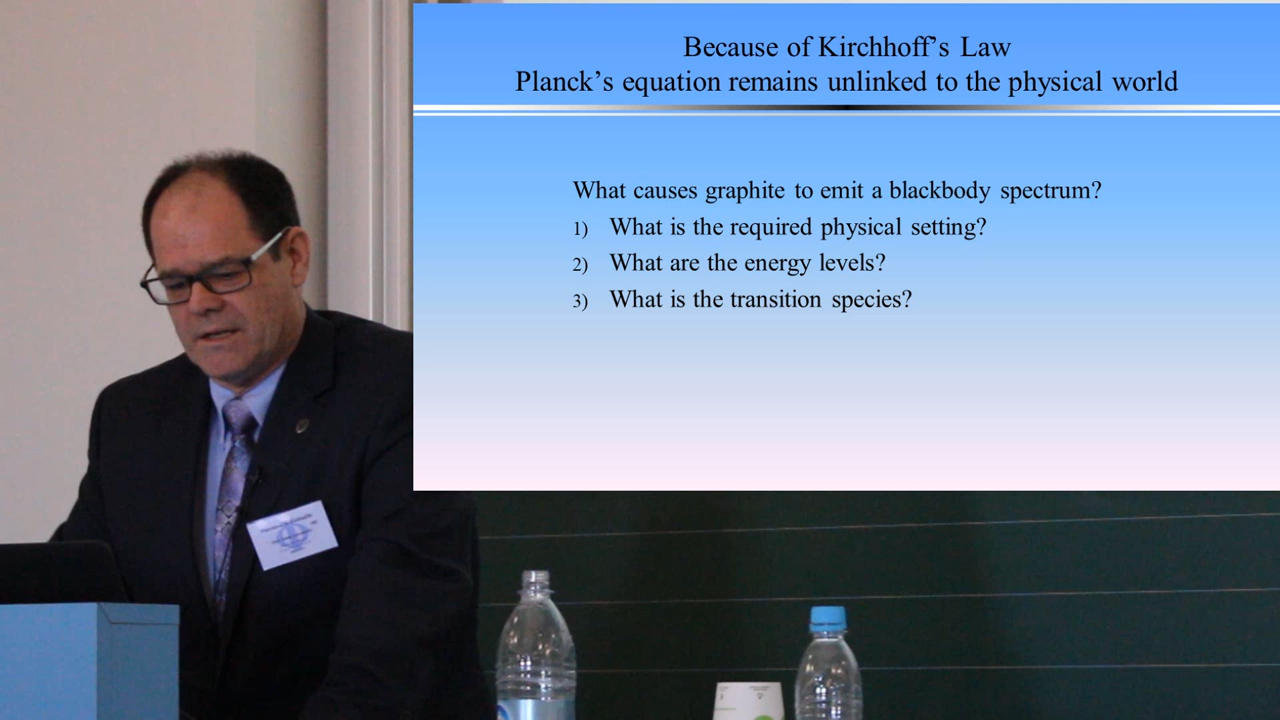 Because of Kirchhoff’s Law
Planck’s equation remains unlinked to the physical world
What causes graphite to emit a blackbody spectrum?
1) What is the required physical setting?
2) What are the energy levels?
3) What is the transition species?